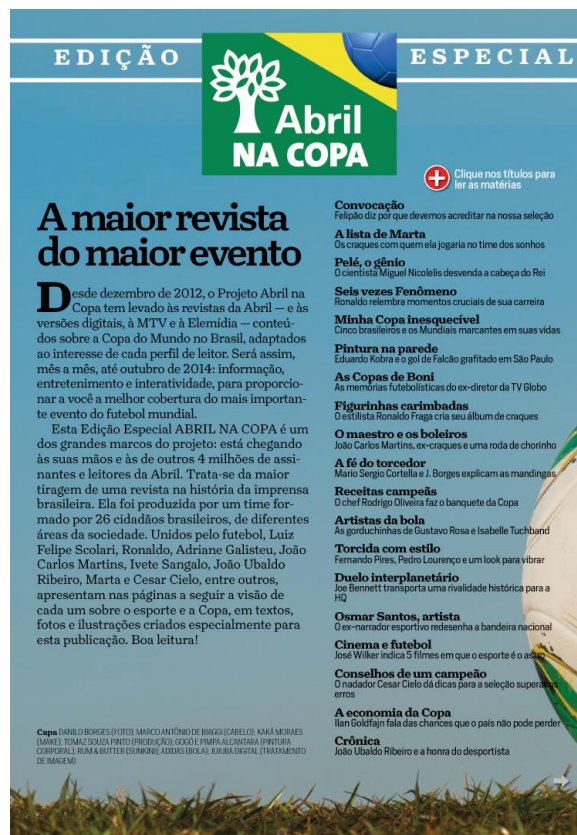 EDIÇÃO
ESPECIAL
Abril
NA COPA
Clique nos títulos para
ler as matérias
A maior revista
do maior evento
Desde dezembro de 2012, o Projeto Abril na
Copa tem levado às revistas da Abril — e às
versões digitais, à MTV e à Elemídia — conteú-
dos sobre a Copa do Mundo no Brasil, adaptados
ao interesse de cada perfil de leitor. Será assim,
mês a mês, até outubro de 2014: informação,
entretenimento e interatividade, para proporcio-
nar a você a melhor cobertura do mais importan-
te evento do futebol mundial.
Esta Edição Especial ABRIL NA COPA é um
dos grandes marcos do projeto: está chegando
às suas mãos e às de outros 4 milhões de assi-
nantes e leitores da Abril. Trata-se da maior
tiragem de uma revista na história da imprensa
brasileira. Ela foi produzida por um time for-
mado por 26 cidadãos brasileiros, de diferentes
áreas da sociedade. Unidos pelo futebol, Luiz
Felipe Scolari, Ronaldo, Adriane Galisteu, João
Carlos Martins, Ivete Sangalo, João Ubaldo
Ribeiro, Marta e Cesar Cielo, entre outros,
apresentam nas páginas a seguir a visão de
cada um sobre o esporte e a Copa, em textos,
fotos e ilustrações criados especialmente para
esta publicação. Boa leitura!
Capa DANILO BORGES (FOTO); MARCO ANTÔNIO DE BIAGGI (CABELO); KAKÁ MORAES
(MAKE); TOMAZ SOUZA PINTO (PRODUÇÃO); GOGÓ E PIMPA ALCANTARA (PINTURA
CORPORAL); RUM & BUTTER (SUNKINI); ADIDAS (BOLA); JUJUBA DIGITAL (TRATAMENTO
DE IMAGEM)
Convocação
Felipão diz por que devemos acreditar na nossa seleção
A lista de Marta
Os craques com quem ela jogaria no time dos sonhos
Pelé, o gênio
O cientista Miguel Nicolelis desvenda a cabeça do Rei
Seis vezes Fenômeno
Ronaldo relembra momentos cruciais de sua carreira
Minha Copa inesquecível
Cinco brasileiros e os Mundiais marcantes em suas vidas
Pintura na parede
Eduardo Kobra e o gol de Falcão grafitado em São Paulo
As Copas de Boni
As memórias futebolísticas do ex-diretor da TV Globo
Figurinhas carimbadas
O estilista Ronaldo Fraga cria seu álbum de craques
O maestro e os boleiros
João Carlos Martins, ex-craques e uma roda de chorinho
A fé do torcedor
Mario Sergio Cortella e J. Borges explicam as mandingas
Receitas campeãs
O chef Rodrigo Oliveira faz o banquete da Copa
Artistas da bola
As gorduchinhas de Gustavo Rosa e Isabelle Tuchband
Torcida com estilo
Fernando Pires, Pedro Lourenço e um look para vibrar
Duelo interplanetário
Joe Bennett transporta uma rivalidade histórica para a
HQ
Osmar Santos, artista
O ex-narrador esportivo redesenha a bandeira nacional
Cinema e futebol
José Wilker indica 5 filmes em que o esporte é o astro
Conselhos de um campeão
O nadador Cesar Cielo dá dicas para a seleção superar os
erros
A economia da Copa
Ilan Goldfajn fala das chances que o país não pode perder
Crônica
João Ubaldo Ribeiro e a honra do desportista